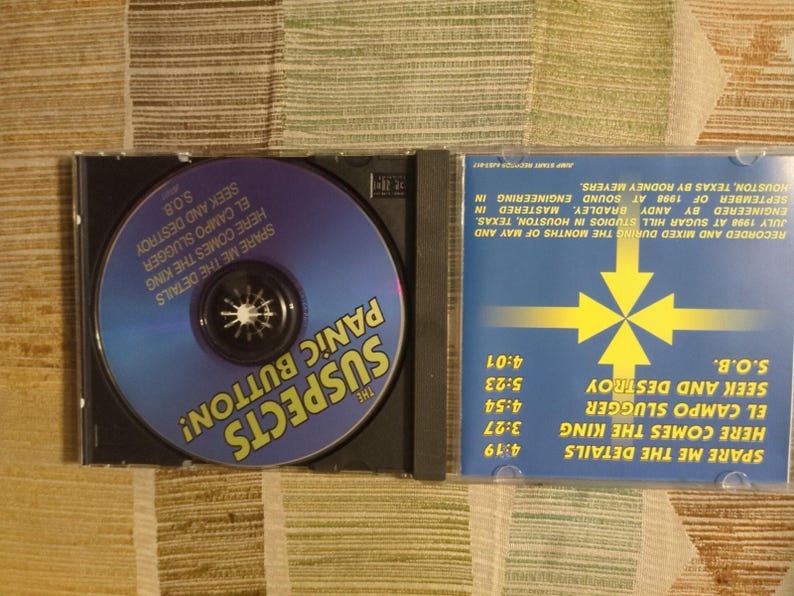 THE
SUSPECTS
PANiC BUTTON!
SPARE ME THE DETAILS
HERE COMES THE KING
EL CAMPO SLUGGER
SEEK AND DESTROY
S.O.B.
SPARE ME THE DETAILS 4:19
HERE COMES THE KING 3:27
EL CAMPO SLUGGER 4:54
SEEK AND DESTROY 5:23
S.O.B. 4:01
RECORDED AND MIXED DURING THE MONTHS OF MAY AND
JULY 1998 AT SUGAR HILL STUDIOS IN HOUSTON, TEXAS.
ENGINEERED BY ANDY BRADLEY. MASTERED IN
SEPTEMBER OF 1998 AT SOUND ENGINEERING IN
HOUSTON, TEXAS BY RODNEY MEYERS.
JUMP START RECORDS #JST-017